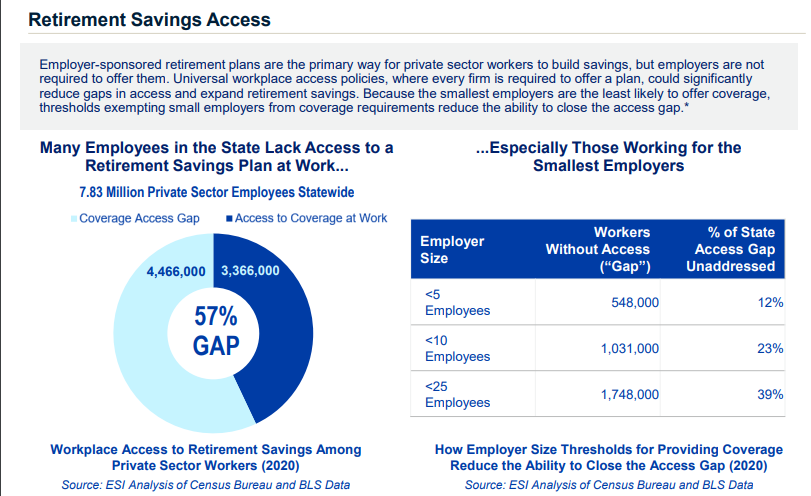 Retirement Savings Access
Employer-sponsored retirement plans are the primary way for private sector workers to build savings, but employers are not
required to offer them. Universal workplace access policies, where every firm is required to offer a plan, could significantly
reduce gaps in access and expand retirement savings. Because the smallest employers are the least likely to offer coverage,
thresholds exempting small employers from coverage requirements reduce the ability to close the access gap.*
Many Employees in the State Lack Access to a
Retirement Savings Plan at Work...
7.83 Million Private Sector Employees Statewide
Coverage Access Gap
Access to Coverage at Work
4,466,000
3,366,000
57%
GAP
Workplace Access to Retirement Savings Among
Private Sector Workers (2020)
Source: ESI Analysis of Census Bureau and BLS Data
...Especially Those Working for the
Smallest Employers
Employer
Size
Workers
Without Access
(“Gap”)
% of State
Access Gap
Unaddressed
<5
Employees
548,000
12%
<10
Employees
1,031,000
23%
<25
Employees
1,748,000
39%
How Employer Size Thresholds for Providing Coverage
Reduce the Ability to Close the Access Gap (2020)
Source: ESI Analysis of Census Bureau and BLS Data